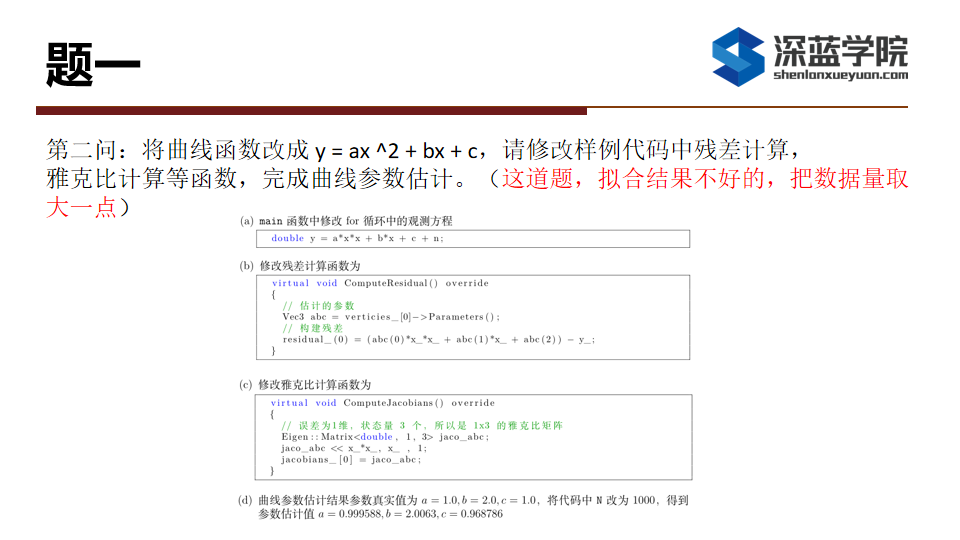 题一
深蓝学院
shenlanxueyuan.com
第二问：将曲线函数改成 y = ax ^2 + bx + c，请修改样例代码中残差计算，
雅克比计算等函数，完成曲线参数估计。（这道题，拟合结果不好的，把数据量取
大一点）
(a) main 函数中修改 for 循环中的观测方程
double y = a*x*x + b*x + c + n;
(b) 修改残差计算函数为
virtual void ComputeResidual() override
{
// 估计的参数
Vec3 abc = verticies_[0]->Parameters();
// 构建残差
residual_(0) = (abc(0)*x_*x_ + abc(1)*x_ + abc(2)) - y_;
}
(c) 修改雅克比计算函数为
virtual void ComputeJacobians() override
{
// 误差为1维，状态量 3 个，所以是 1x3 的雅克比矩阵
Eigen::Matrix<double, 1, 3> jaco_abc;
jaco_abc << x_*x_, x_ , 1;
jacobians_[0] = jaco_abc;
}
(d) 曲线参数估计结果参数真实值为 a = 1.0, b = 2.0, c = 1.0，将代码中 N 改为 1000，得到
参数估计值 a = 0.999588, b = 2.0063, c = 0.968786